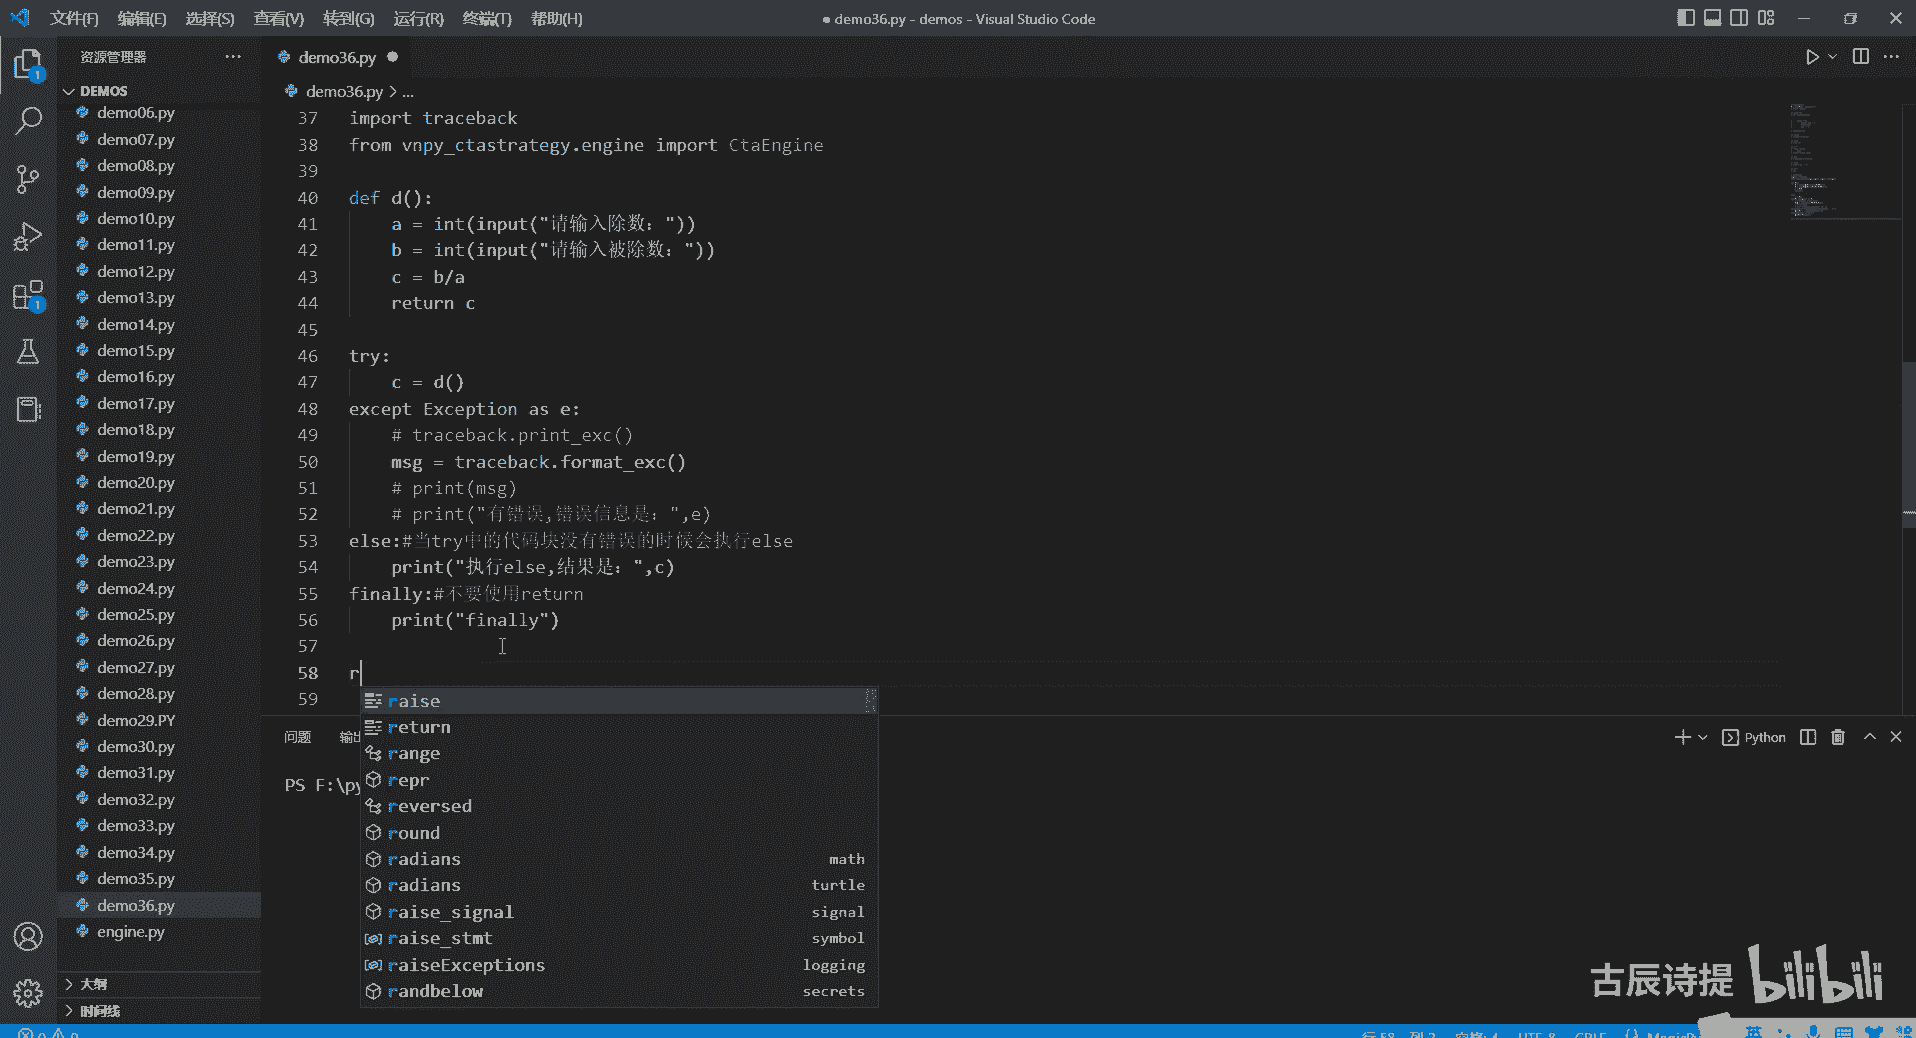 文件(F) 编辑(E) 选择(S) 查看(V) 转到(G) 运行(R) 终端(T) 帮助(H)
● demo36.py - demos - Visual Studio Code
资源管理器
demo36.py
DEMOS
demo36.py > ...
demo06.py
demo07.py
demo08.py
demo09.py
demo10.py
demo11.py
demo12.py
demo13.py
demo14.py
demo15.py
demo16.py
demo17.py
demo18.py
demo19.py
demo20.py
demo21.py
demo22.py
demo23.py
demo24.py
demo25.py
demo26.py
demo27.py
demo28.py
demo29.PY
demo30.py
demo31.py
demo32.py
demo33.py
demo34.py
demo35.py
demo36.py
engine.py
大纲
时间线
1
1
37 import traceback
38 from vnpy_ctastrategy.engine import CtaEngine
39
40 def d():
41 a = int(input("请输入除数："))
42 b = int(input("请输入被除数："))
43 c = b/a
44 return c
45
46 try:
47 c = d()
48 except Exception as e:
49 # traceback.print_exc()
50 msg = traceback.format_exc()
51 # print(msg)
52 # print("有错误,错误信息是：",e)
53 else:#当try中的代码块没有错误的时候会执行else
54 print("执行else,结果是：",c)
55 finally:#不要使用return
56 print("finally")
57
58 r
59
raise
return
range
repr
reversed
round
radians math
radians turtle
raise_signal signal
raise_stmt symbol
raiseExceptions logging
randbelow secrets
问题 输出
Python
PS F:\py
古辰诗提
bilibili
英